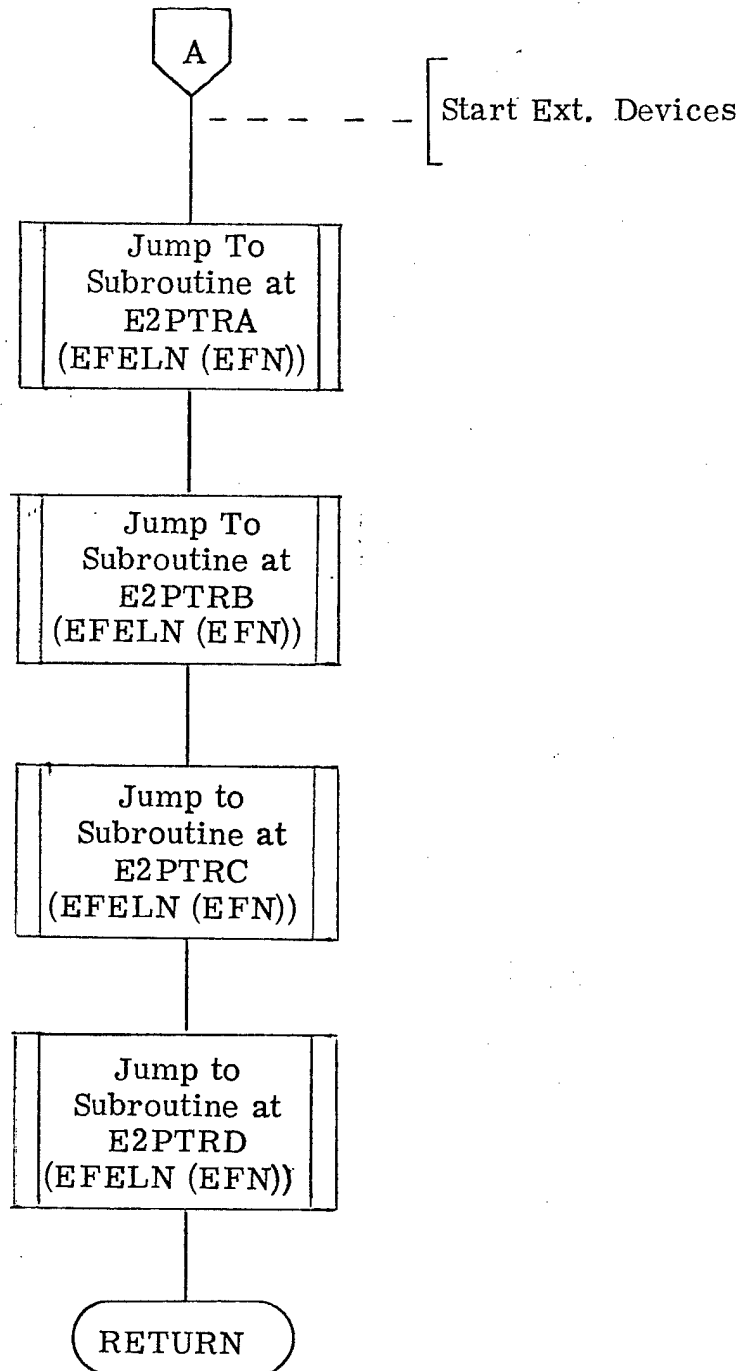 A
Start Ext. Devices
Jump To
Subroutine at
E2PTRA
(EFELN (EFN))
Jump To
Subroutine at
E2PTRB
(EFELN (EFN))
Jump to
Subroutine at
E2PTRC
(EFELN (EFN))
Jump to
Subroutine at
E2PTRD
(EFELN (EFN))
RETURN